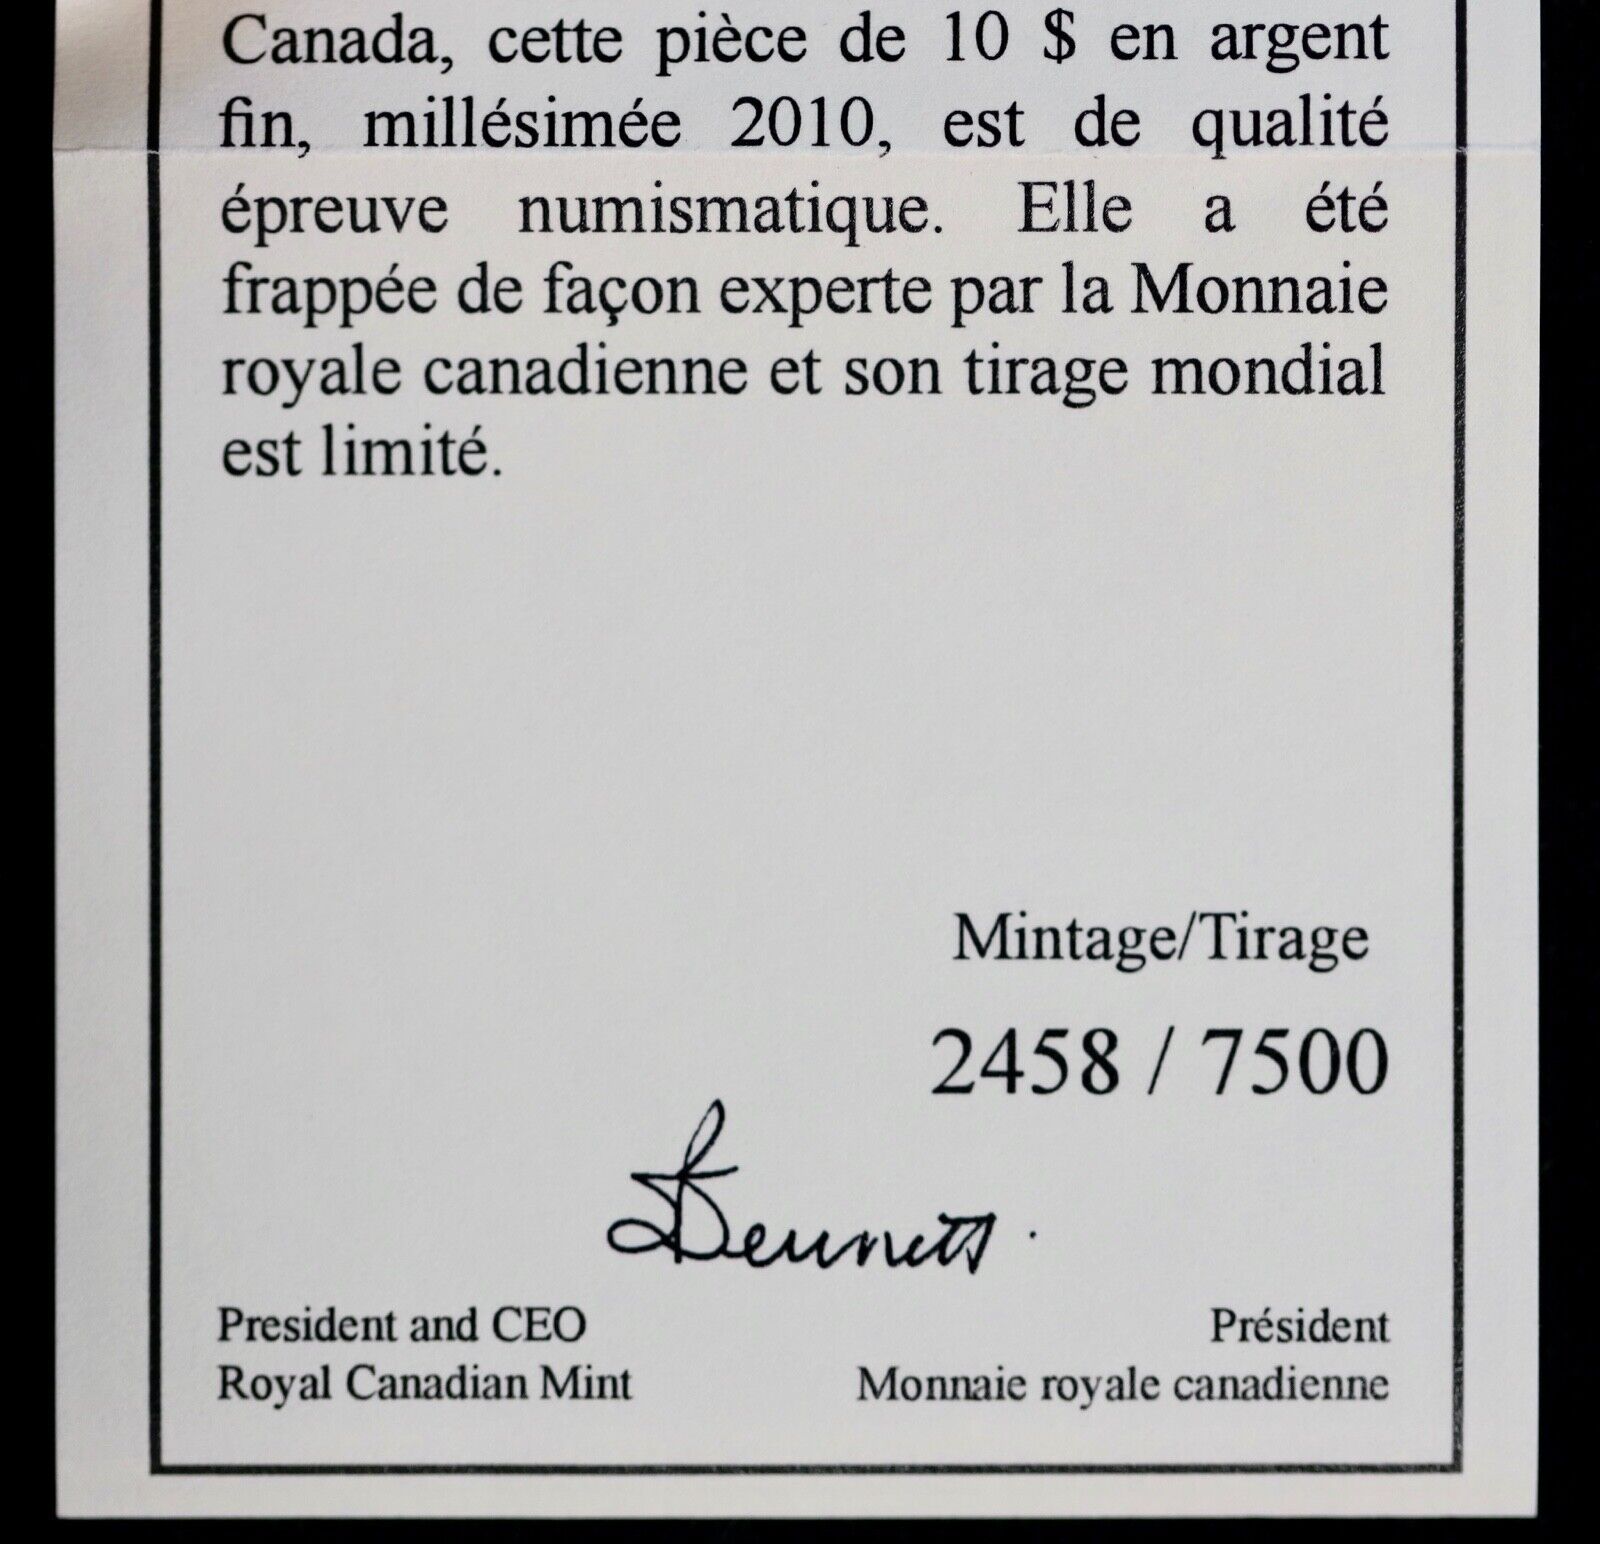 Canada, cette pièce de 10 $ en argent
fin, millésimée 2010, est de qualité
épreuve numismatique. Elle a été
frappée de façon experte par la Monnaie
royale canadienne et son tirage mondial
est limité.
Mintage/Tirage
2458 / 7500
Bennett
President and CEO
Royal Canadian Mint
Président
Monnaie royale canadienne